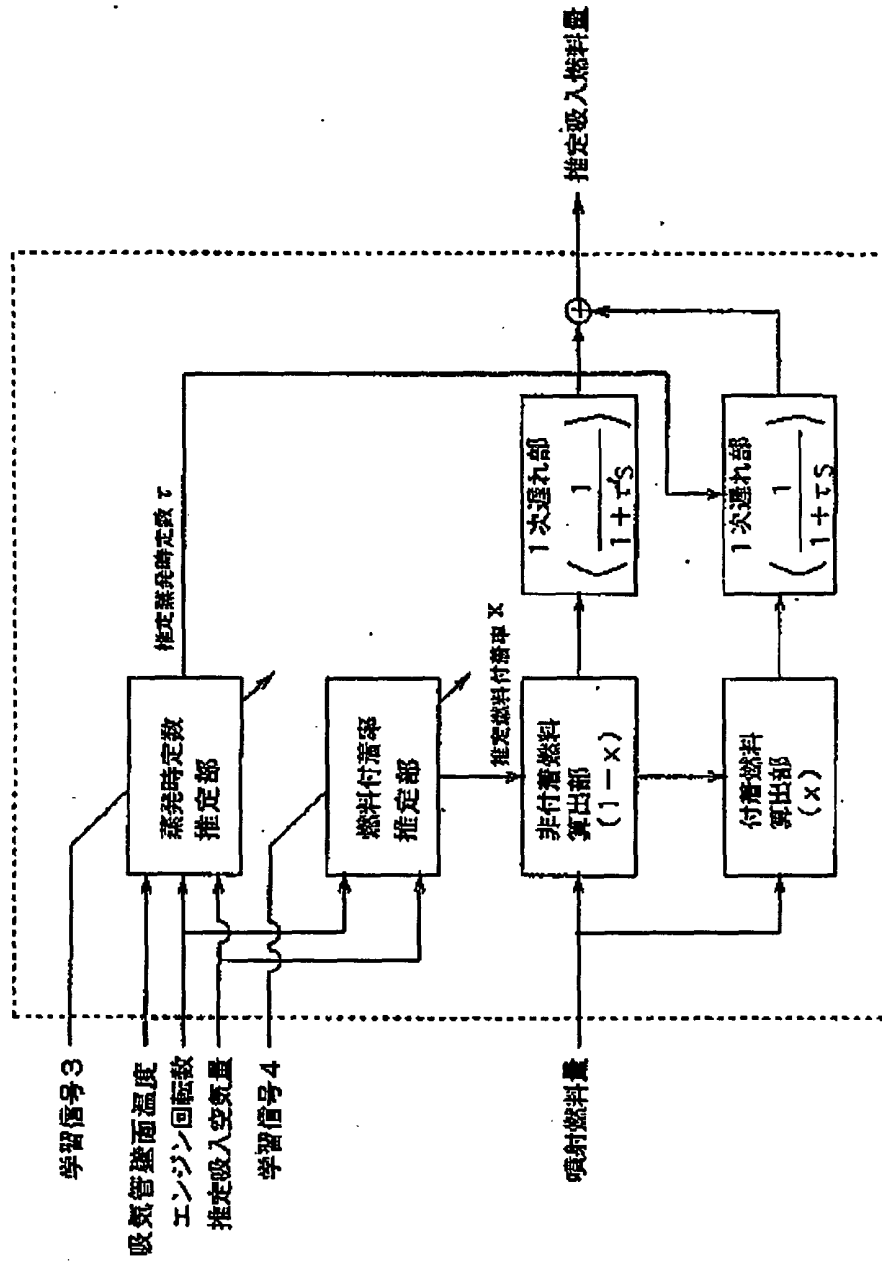 学習信号3
吸気管壁面温度
エンジン回転数
推定吸入空気量
学習信号4
噴射燃料量
蒸発時定数
推定部
推定蒸発時定数 τ
燃料付着率
推定部
推定燃料付着率 X
非付着燃料
算出部
(1-x)
付着燃料
算出部
(x)
1次遅れ部
( 1 / 1+τ'S )
1次遅れ部
( 1 / 1+τS )
+
推定吸入燃料量